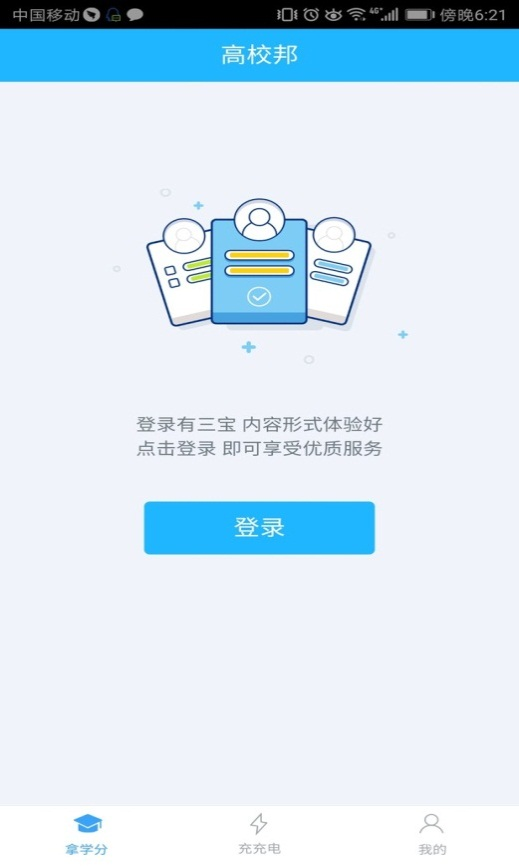 中国移动 4G+ 傍晚6:21
高校邦
登录有三宝 内容形式体验好
点击登录 即可享受优质服务
登录
拿学分 充充电 我的